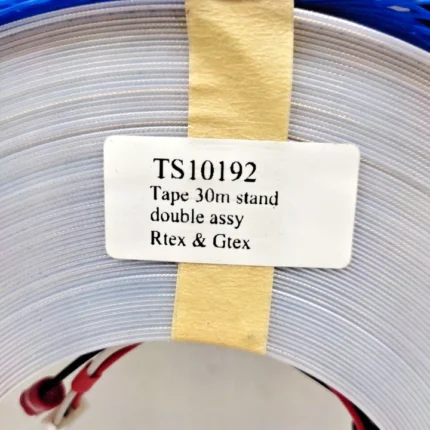 TS10192
Tape 30m stand
double assy
Rtex & Gtex